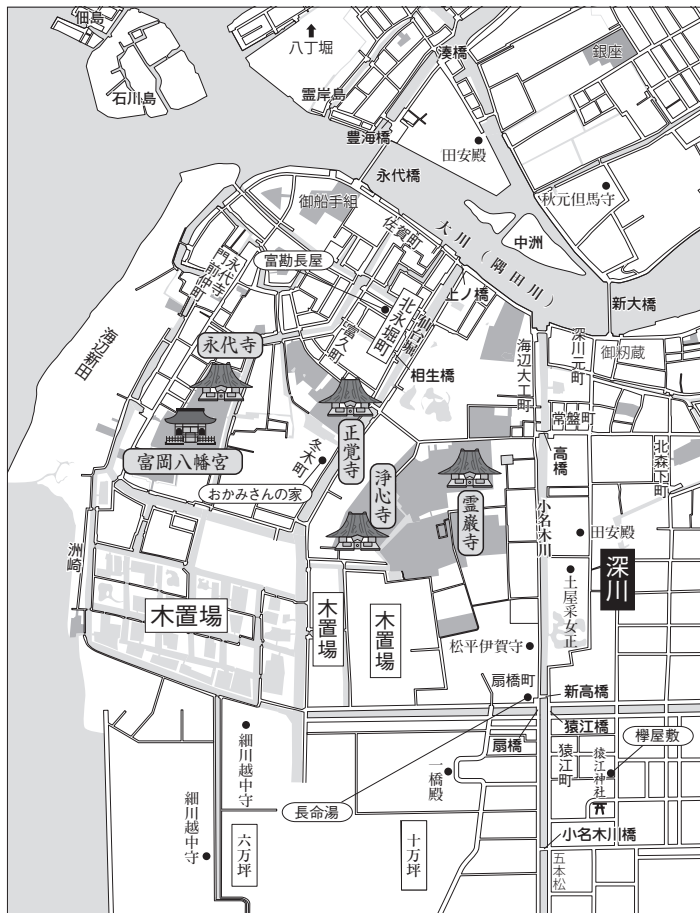 佃島
石川島
八丁堀
霊岸島
湊橋
豊海橋
田安殿
銀座
秋元但馬守
永代橋
御船手組
佐賀町
大川（隅田川）
中洲
新大橋
富勘長屋
永代寺
門前仲町
北永堀町
仙台堀
上ノ橋
富久町
相生橋
海辺大工町
深川元町
御籾蔵
常盤町
北森下町
海辺新田
永代寺
富岡八幡宮
正覚寺
冬木町
おかみさんの家
浄心寺
霊巌寺
高橋
小名木川
田安殿
深川
土屋采女正
洲崎
木置場
木置場
木置場
松平伊賀守
扇橋町
新高橋
猿江橋
扇橋
猿江町
猿江神社
欅屋敷
細川越中守
細川越中守
長命湯
一橋殿
六万坪
十万坪
小名木川橋
五本松